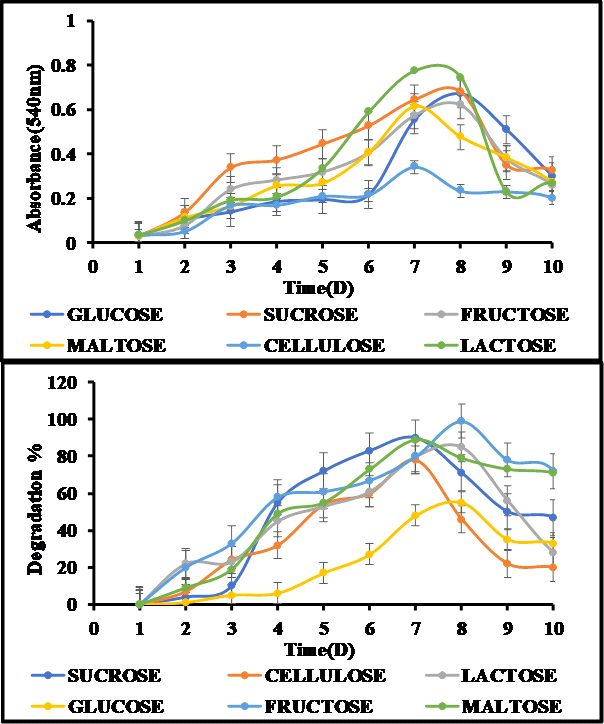 1
0.8
0.6
0.4
0.2
0
Absorbance(540nm)
0 1 2 3 4 5 6 7 8 9 10
Time(D)
GLUCOSE SUCROSE FRUCTOSE
MALTOSE CELLULOSE LACTOSE
120
100
80
60
40
20
0
Degradation %
0 1 2 3 4 5 6 7 8 9 10
Time(D)
SUCROSE CELLULOSE LACTOSE
GLUCOSE FRUCTOSE MALTOSE